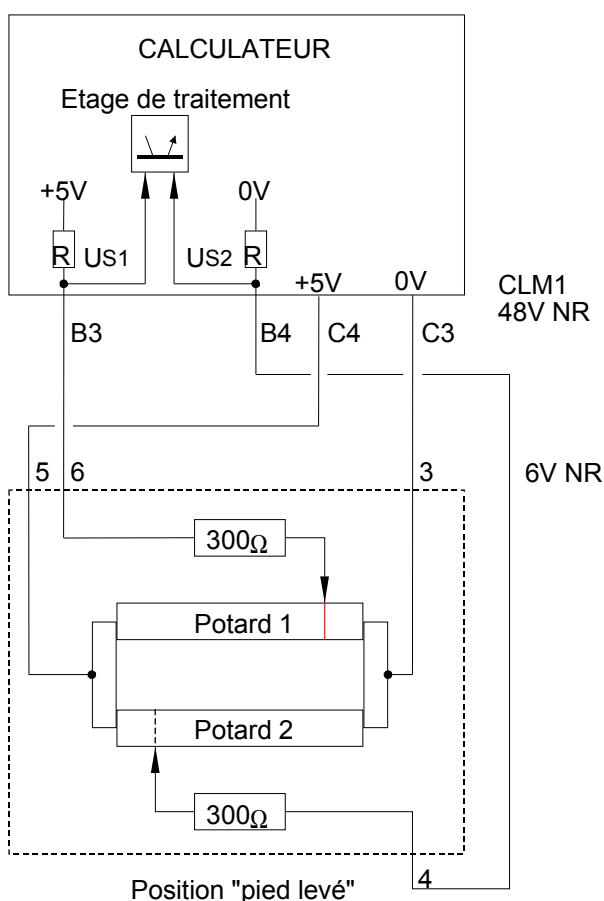 CALCULATEUR
Etage de traitement
+5V 0V
R US1 US2 R
+5V 0V
CLM1
48V NR
B3 B4 C4 C3
5 6 3 6V NR
300Ω
Potard 1
Potard 2
300Ω
4
Position "pied levé"